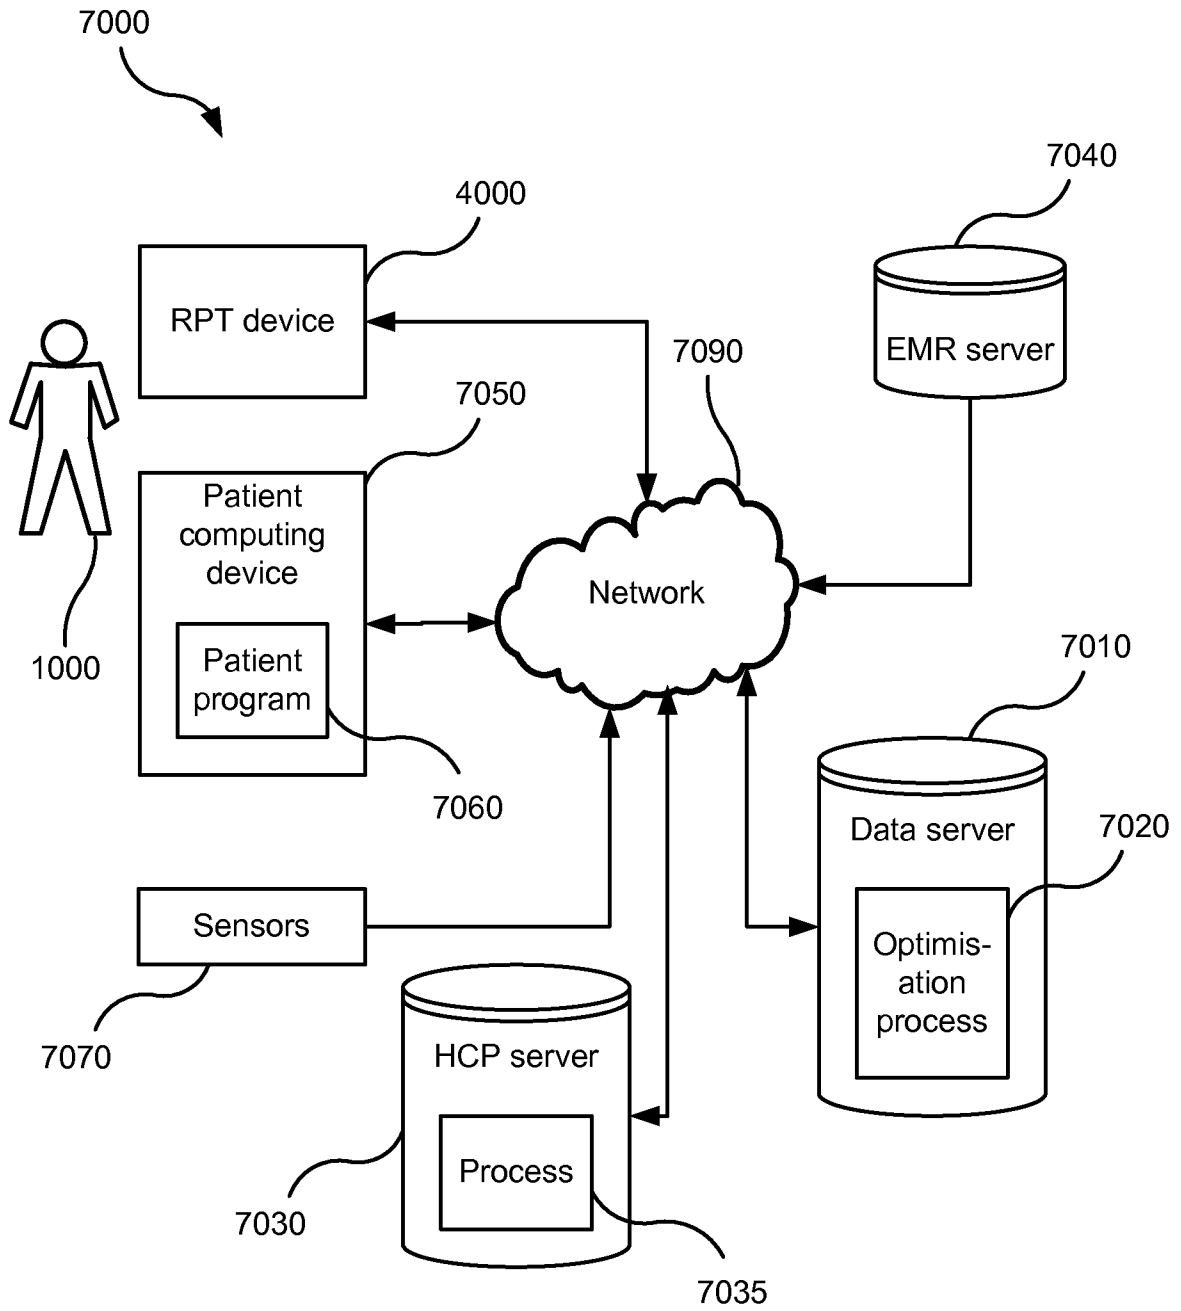 7000
7040
4000
RPT device
EMR server
7090
7050
Patient
computing
device
Network
1000
Patient
program
7010
7060
Data server
7020
Sensors
Optimis-
ation
process
7070
HCP server
Process
7030
7035